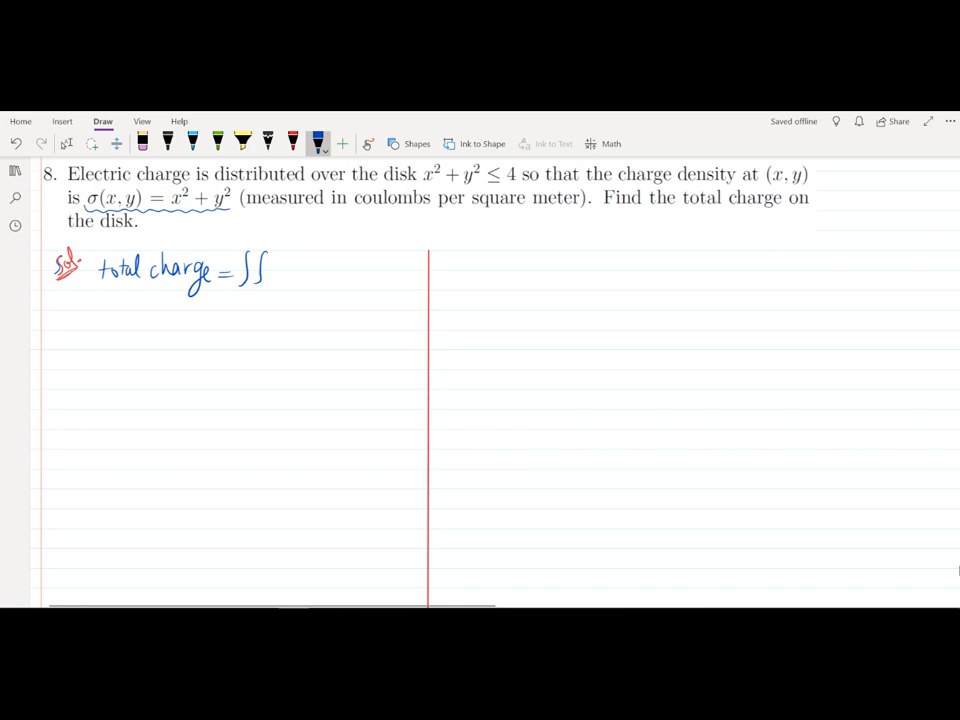 Home Insert Draw View Help Saved offline Share
Shapes Ink to Shape Ink to Text Math
8. Electric charge is distributed over the disk x² + y² ≤ 4 so that the charge density at (x, y)
is σ(x, y) = x² + y² (measured in coulombs per square meter). Find the total charge on
the disk.
Sol. total charge = ∫∫